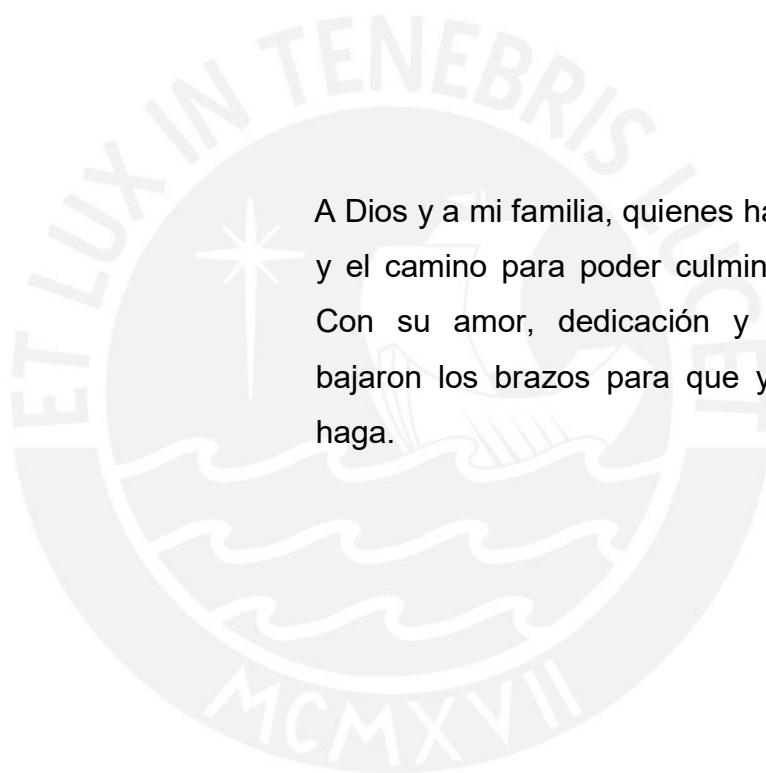 ET LUX IN TENEBRIS LUCET
A Dios y a mi familia, quienes ha
y el camino para poder culmin
Con su amor, dedicación y
bajaron los brazos para que y
haga.
MCMXVII